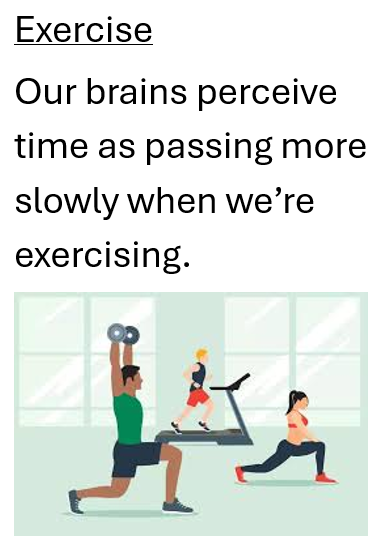 Exercise
Our brains perceive
time as passing more
slowly when we’re
exercising.